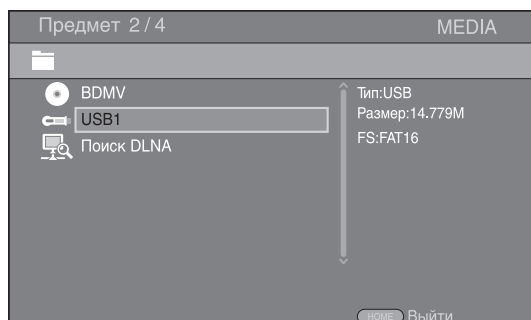 Предмет 2/4 MEDIA
BDMV
USB1
Поиск DLNA
Тип:USB
Размер:14.779M
FS:FAT16
HOME Выйти